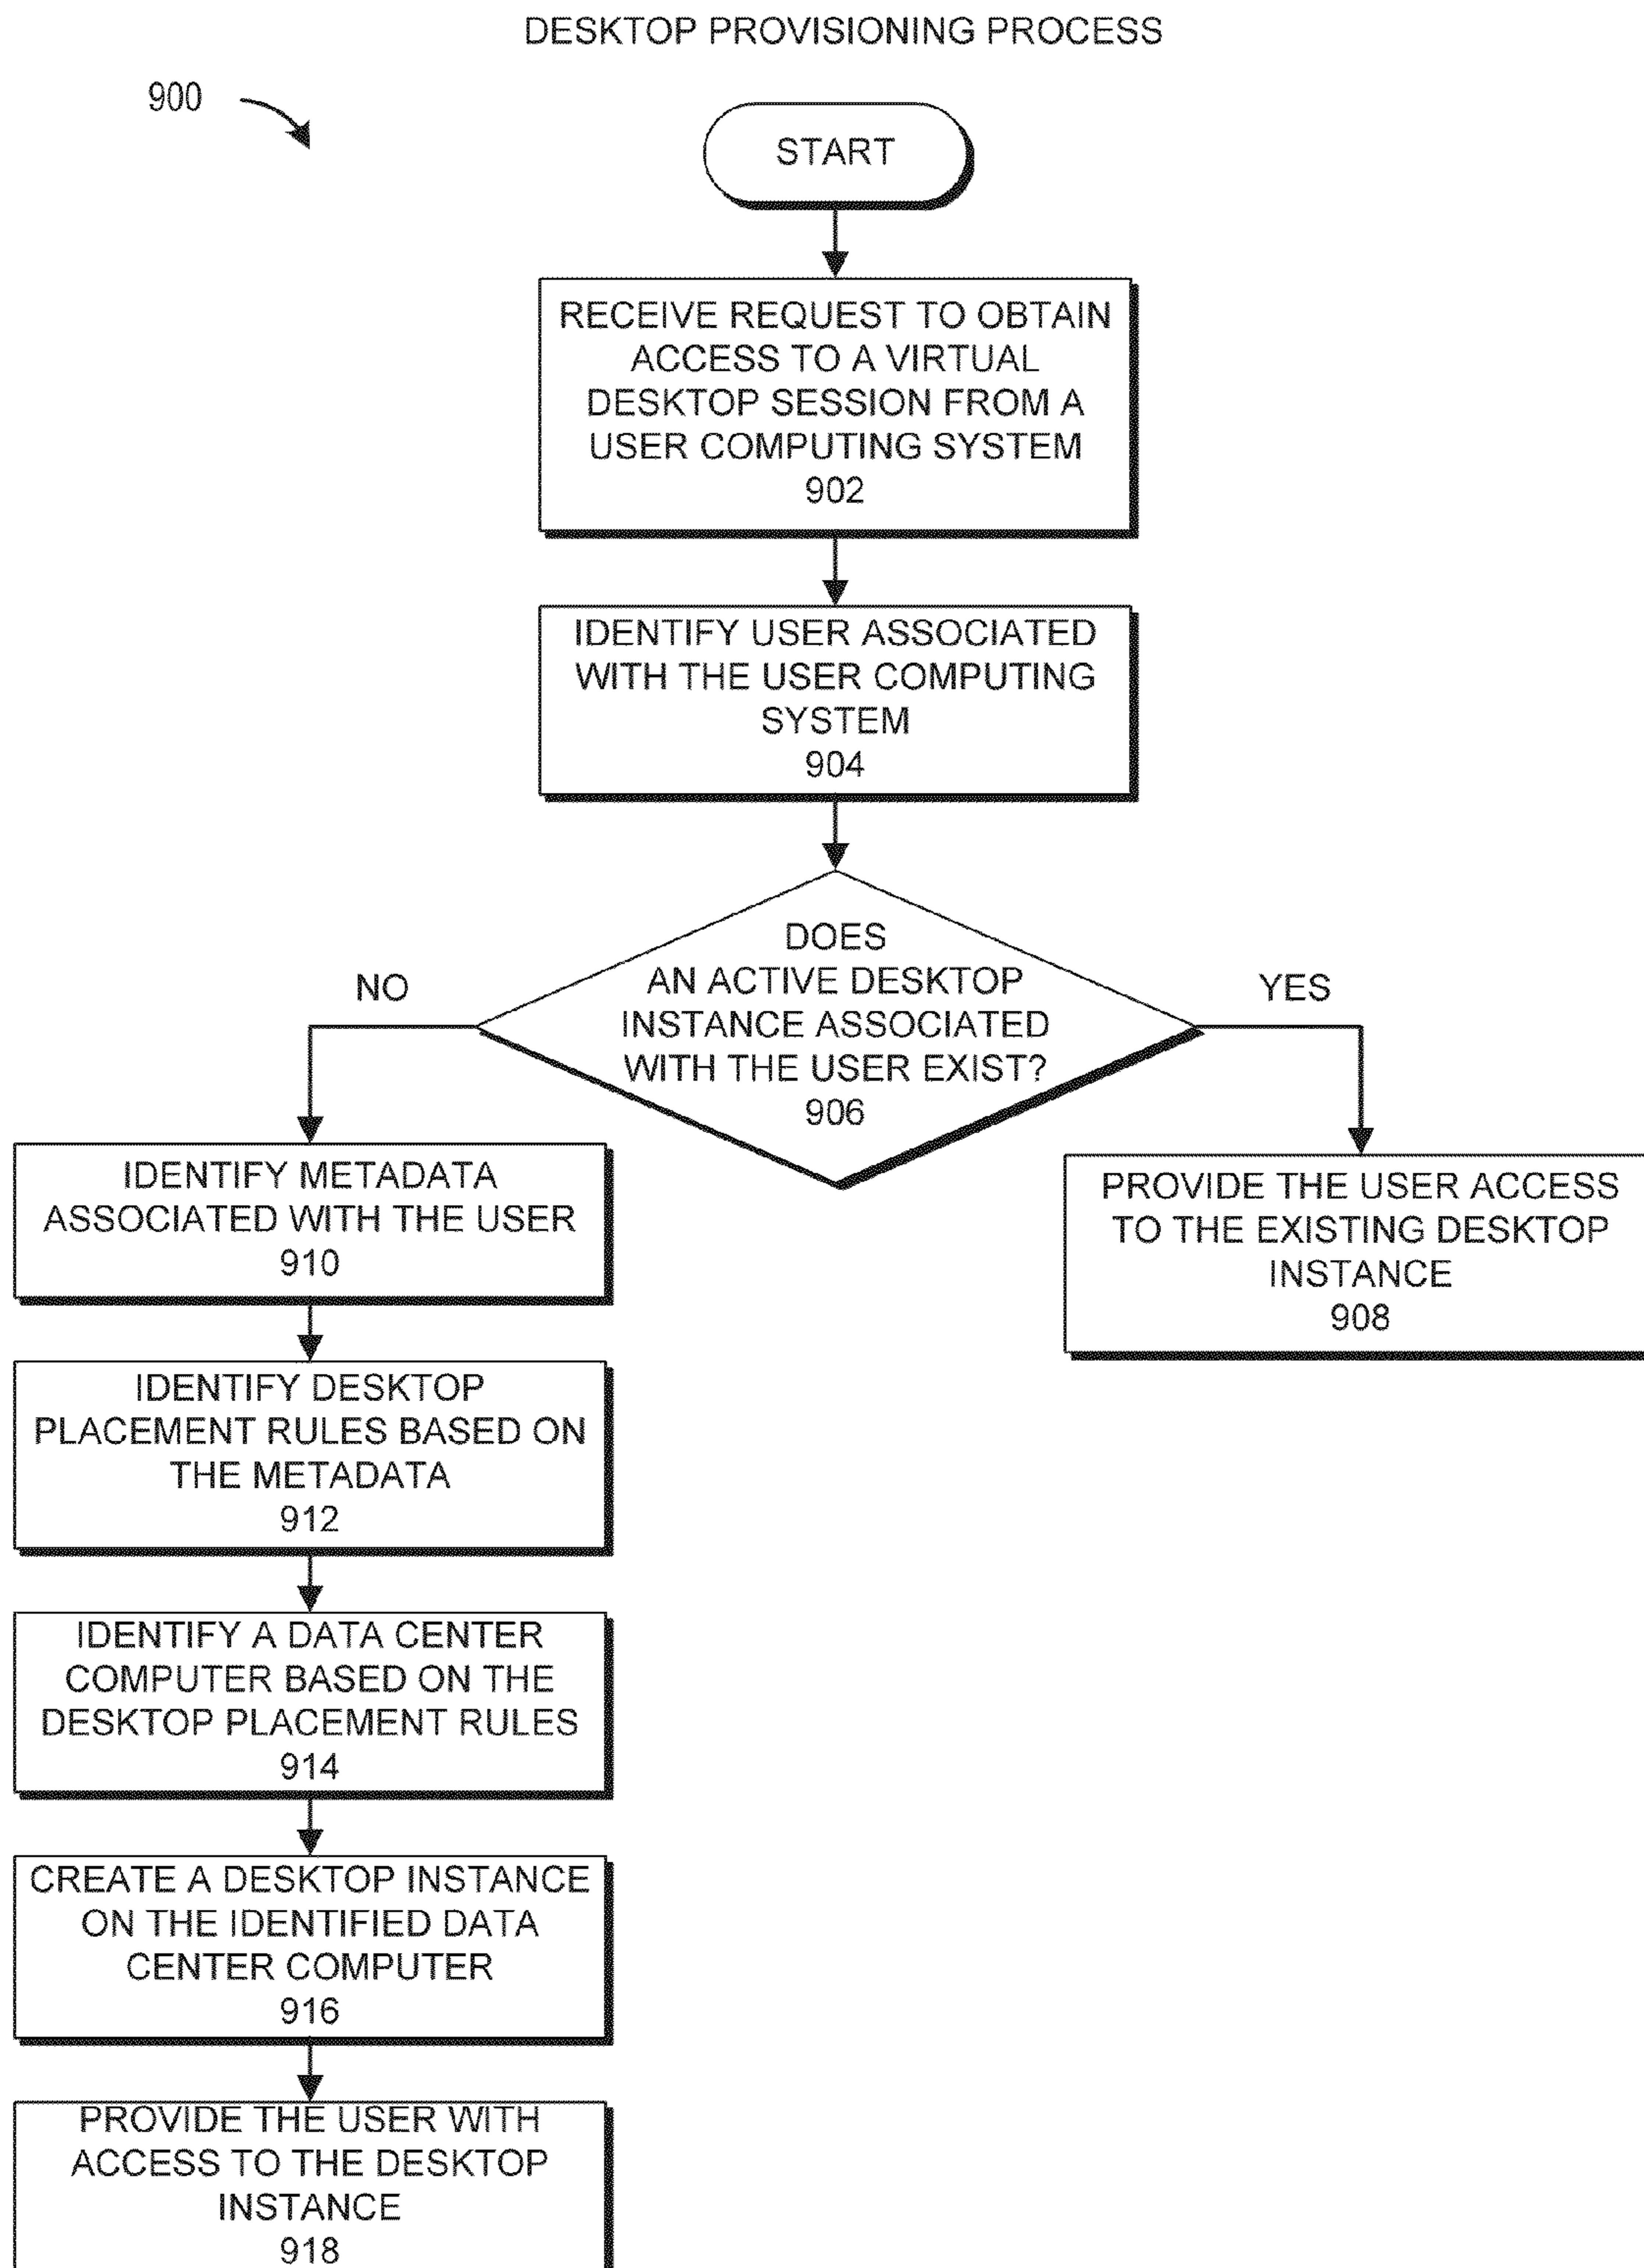 DESKTOP PROVISIONING PROCESS
900
START
RECEIVE REQUEST TO OBTAIN
ACCESS TO A VIRTUAL
DESKTOP SESSION FROM A
USER COMPUTING SYSTEM
902
IDENTIFY USER ASSOCIATED
WITH THE USER COMPUTING
SYSTEM
904
DOES
AN ACTIVE DESKTOP
INSTANCE ASSOCIATED
WITH THE USER EXIST?
906
NO
YES
PROVIDE THE USER ACCESS
TO THE EXISTING DESKTOP
INSTANCE
908
IDENTIFY METADATA
ASSOCIATED WITH THE USER
910
IDENTIFY DESKTOP
PLACEMENT RULES BASED ON
THE METADATA
912
IDENTIFY A DATA CENTER
COMPUTER BASED ON THE
DESKTOP PLACEMENT RULES
914
CREATE A DESKTOP INSTANCE
ON THE IDENTIFIED DATA
CENTER COMPUTER
916
PROVIDE THE USER WITH
ACCESS TO THE DESKTOP
INSTANCE
918